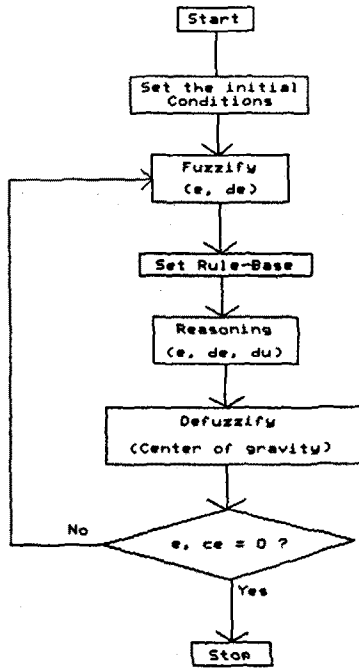 Start
Set the initial
Conditions
Fuzzify
(e, de)
Set Rule-Base
Reasoning
(e, de, du)
Defuzzify
(Center of gravity)
No
e, ce = 0 ?
Yes
Stop